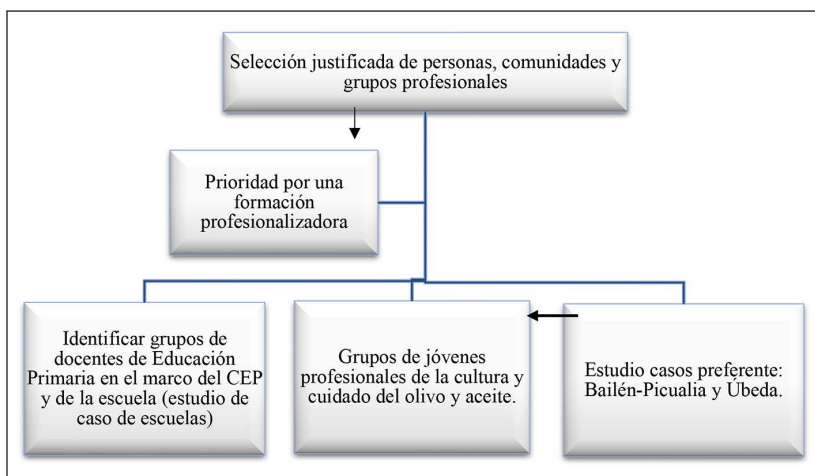 Selección justificada de personas, comunidades y
grupos profesionales
Prioridad por una
formación
profesionalizadora
Identificar grupos de
docentes de Educación
Primaria en el marco del CEP
y de la escuela (estudio de
caso de escuelas)
Grupos de jóvenes
profesionales de la cultura y
cuidado del olivo y aceite.
Estudio casos preferente:
Bailén-Picualia y Úbeda.